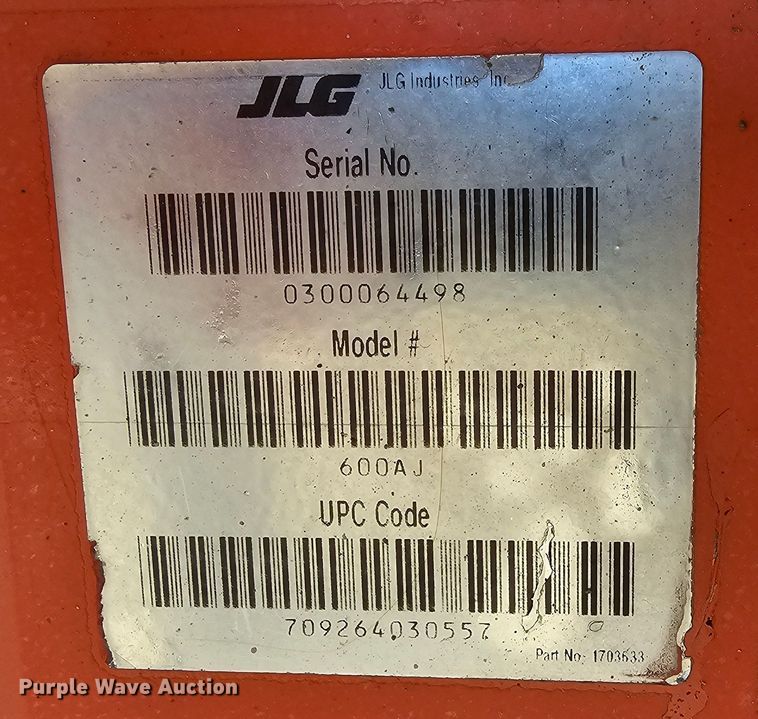 JLG JLG Industries, Inc.
Serial No.
0300064498
Model #
600AJ
UPC Code
709264030557
Part No. 1703633
Purple Wave Auction